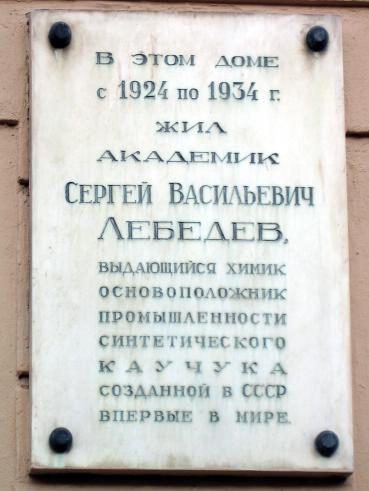 В ЭТОМ ДОМЕ
с 1924 по 1934 г.
ЖИЛ
АКАДЕМИК
СЕРГЕЙ ВАСИЛЬЕВИЧ
ЛЕБЕДЕВ,
ВЫДАЮЩИЙСЯ ХИМИК
ОСНОВОПОЛОЖНИК
ПРОМЫШЛЕННОСТИ
СИНТЕТИЧЕСКОГО
КАУЧУКА
СОЗДАННОЙ В СССР
ВПЕРВЫЕ В МИРЕ.